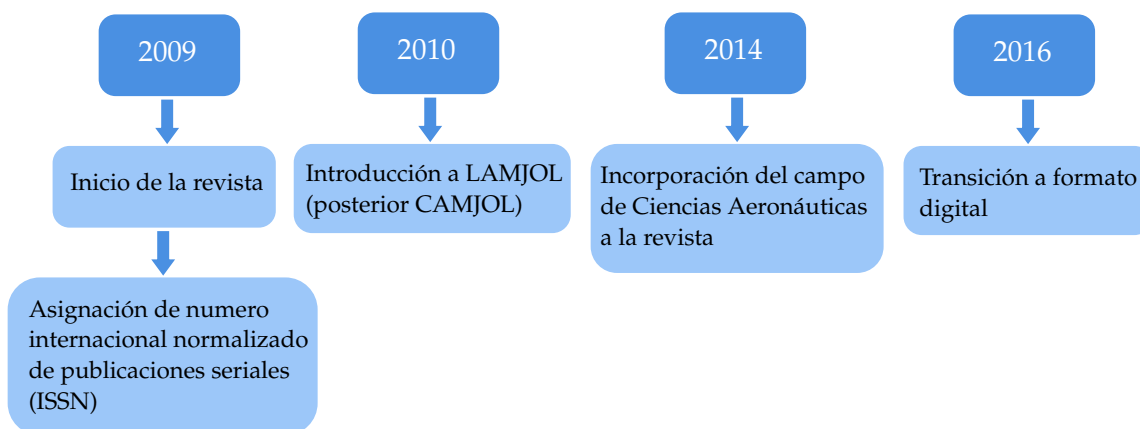 2009
Inicio de la revista
Asignación de numero
internacional normalizado
de publicaciones seriales
(ISSN)
2010
Introducción a LAMJOL
(posterior CAMJOL)
2014
Incorporación del campo
de Ciencias Aeronáuticas
a la revista
2016
Transición a formato
digital